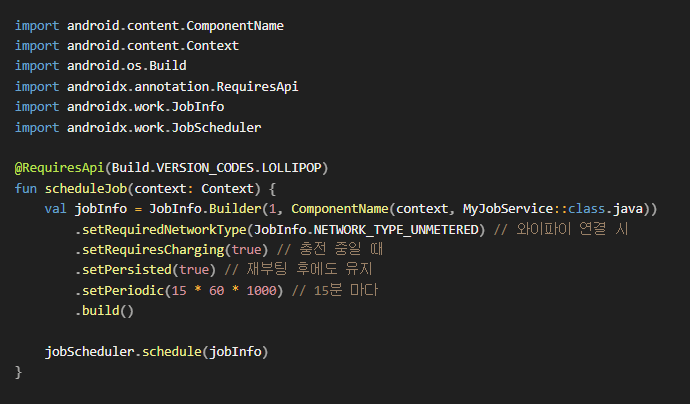 import android.content.ComponentName
import android.content.Context
import android.os.Build
import androidx.annotation.RequiresApi
import androidx.work.JobInfo
import androidx.work.JobScheduler

@RequiresApi(Build.VERSION_CODES.LOLLIPOP)
fun scheduleJob(context: Context) {
    val jobInfo = JobInfo.Builder(1, ComponentName(context, MyJobService::class.java))
        .setRequiredNetworkType(JobInfo.NETWORK_TYPE_UNMETERED) // 와이파이 연결 시
        .setRequiresCharging(true) // 충전 중일 때
        .setPersisted(true) // 재부팅 후에도 유지
        .setPeriodic(15 * 60 * 1000) // 15분 마다
        .build()

    jobScheduler.schedule(jobInfo)
}